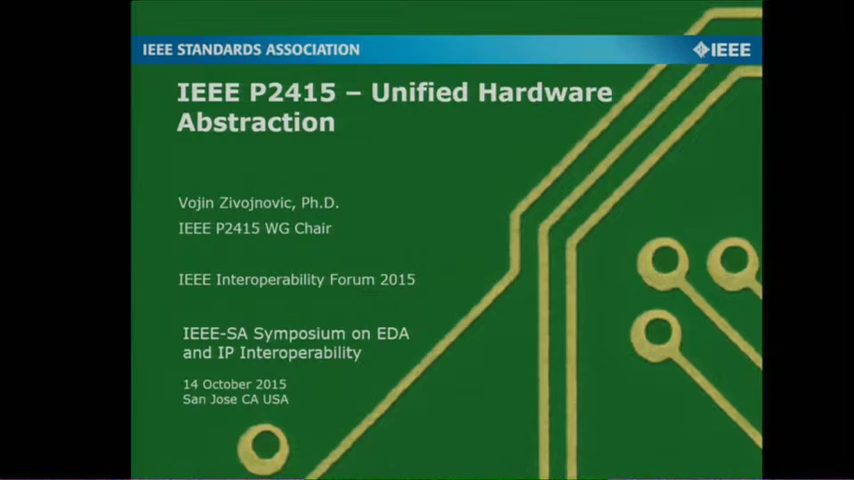 IEEE STANDARDS ASSOCIATION
IEEE
IEEE P2415 – Unified Hardware
Abstraction
Vojin Zivojnovic, Ph.D.
IEEE P2415 WG Chair
IEEE Interoperability Forum 2015
IEEE-SA Symposium on EDA
and IP Interoperability
14 October 2015
San Jose CA USA